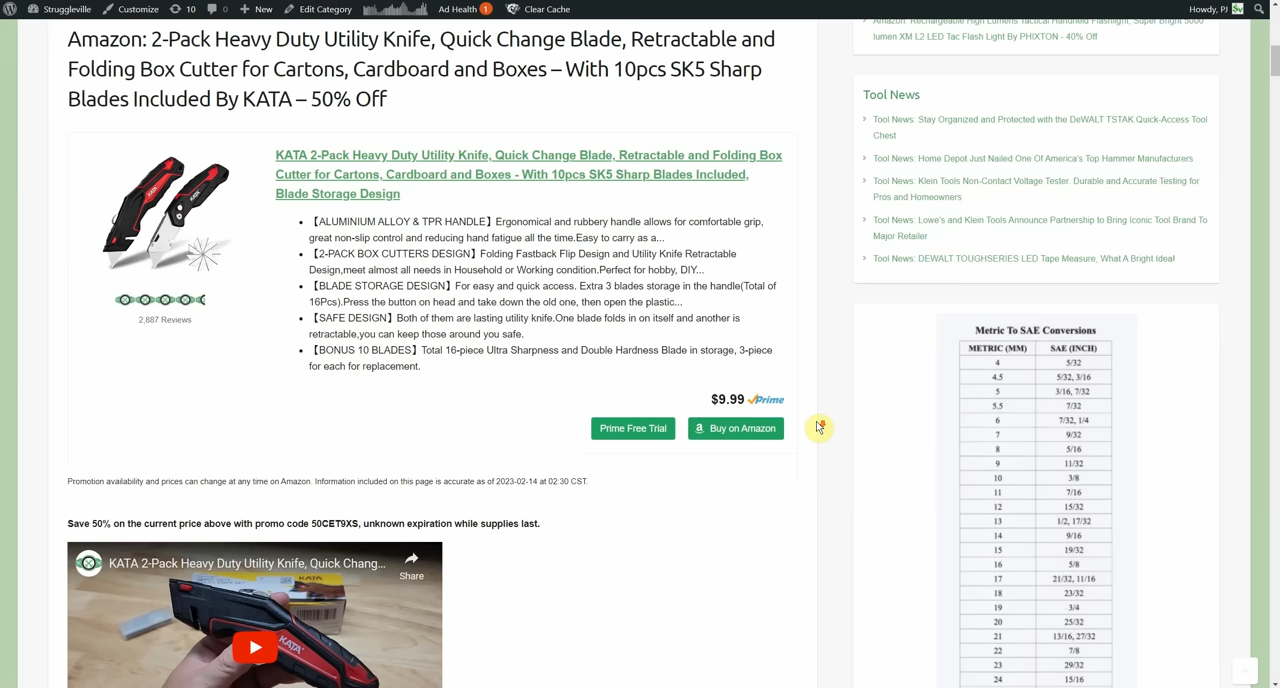 Struggleville Customize 10 0 New Edit Category Ad Health 1 Clear Cache Howdy, PJ
Amazon: 2-Pack Heavy Duty Utility Knife, Quick Change Blade, Retractable and
Folding Box Cutter for Cartons, Cardboard and Boxes – With 10pcs SK5 Sharp
Blades Included By KATA – 50% Off
KATA 2-Pack Heavy Duty Utility Knife, Quick Change Blade, Retractable and Folding Box
Cutter for Cartons, Cardboard and Boxes - With 10pcs SK5 Sharp Blades Included,
Blade Storage Design
【ALUMINIUM ALLOY & TPR HANDLE】Ergonomical and rubbery handle allows for comfortable grip,
great non-slip control and reducing hand fatigue all the time.Easy to carry as a...
【2-PACK BOX CUTTERS DESIGN】Folding Fastback Flip Design and Utility Knife Retractable
Design,meet almost all needs in Household or Working condition.Perfect for hobby, DIY...
【BLADE STORAGE DESIGN】For easy and quick access. Extra 3 blades storage in the handle(Total of
16Pcs).Press the button on head and take down the old one, then open the plastic...
【SAFE DESIGN】Both of them are lasting utility knife.One blade folds in on itself and another is
retractable,you can keep those around you safe.
【BONUS 10 BLADES】Total 16-piece Ultra Sharpness and Double Hardness Blade in storage, 3-piece
for each for replacement.
2,887 Reviews
$9.99 Prime
Prime Free Trial
Buy on Amazon
Promotion availability and prices can change at any time on Amazon. Information included on this page is accurate as of 2023-02-14 at 02:30 CST.
Save 50% on the current price above with promo code 50CET9XS, unknown expiration while supplies last.
KATA 2-Pack Heavy Duty Utility Knife, Quick Chang...
Share
KATA
KATA
Amazon: Rechargeable High Lumens Tactical Handheld Flashlight, Super Bright 5000
lumen XM L2 LED Tac Flash Light By PHIXTON - 40% Off
Tool News
Tool News: Stay Organized and Protected with the DeWALT TSTAK Quick-Access Tool
Chest
Tool News: Home Depot Just Nailed One Of America's Top Hammer Manufacturers
Tool News: Klein Tools Non-Contact Voltage Tester. Durable and Accurate Testing for
Pros and Homeowners
Tool News: Lowe's and Klein Tools Announce Partnership to Bring Iconic Tool Brand To
Major Retailer
Tool News: DEWALT TOUGHSERIES LED Tape Measure, What A Bright Idea!
Metric To SAE Conversions
METRIC (MM) SAE (INCH)
4 5/32
4.5 5/32, 3/16
5 3/16, 7/32
5.5 7/32
6 7/32, 1/4
7 9/32
8 5/16
9 11/32
10 3/8
11 7/16
12 15/32
13 1/2, 17/32
14 9/16
15 19/32
16 5/8
17 21/32, 11/16
18 23/32
19 3/4
20 25/32
21 13/16, 27/32
22 7/8
23 29/32
24 15/16